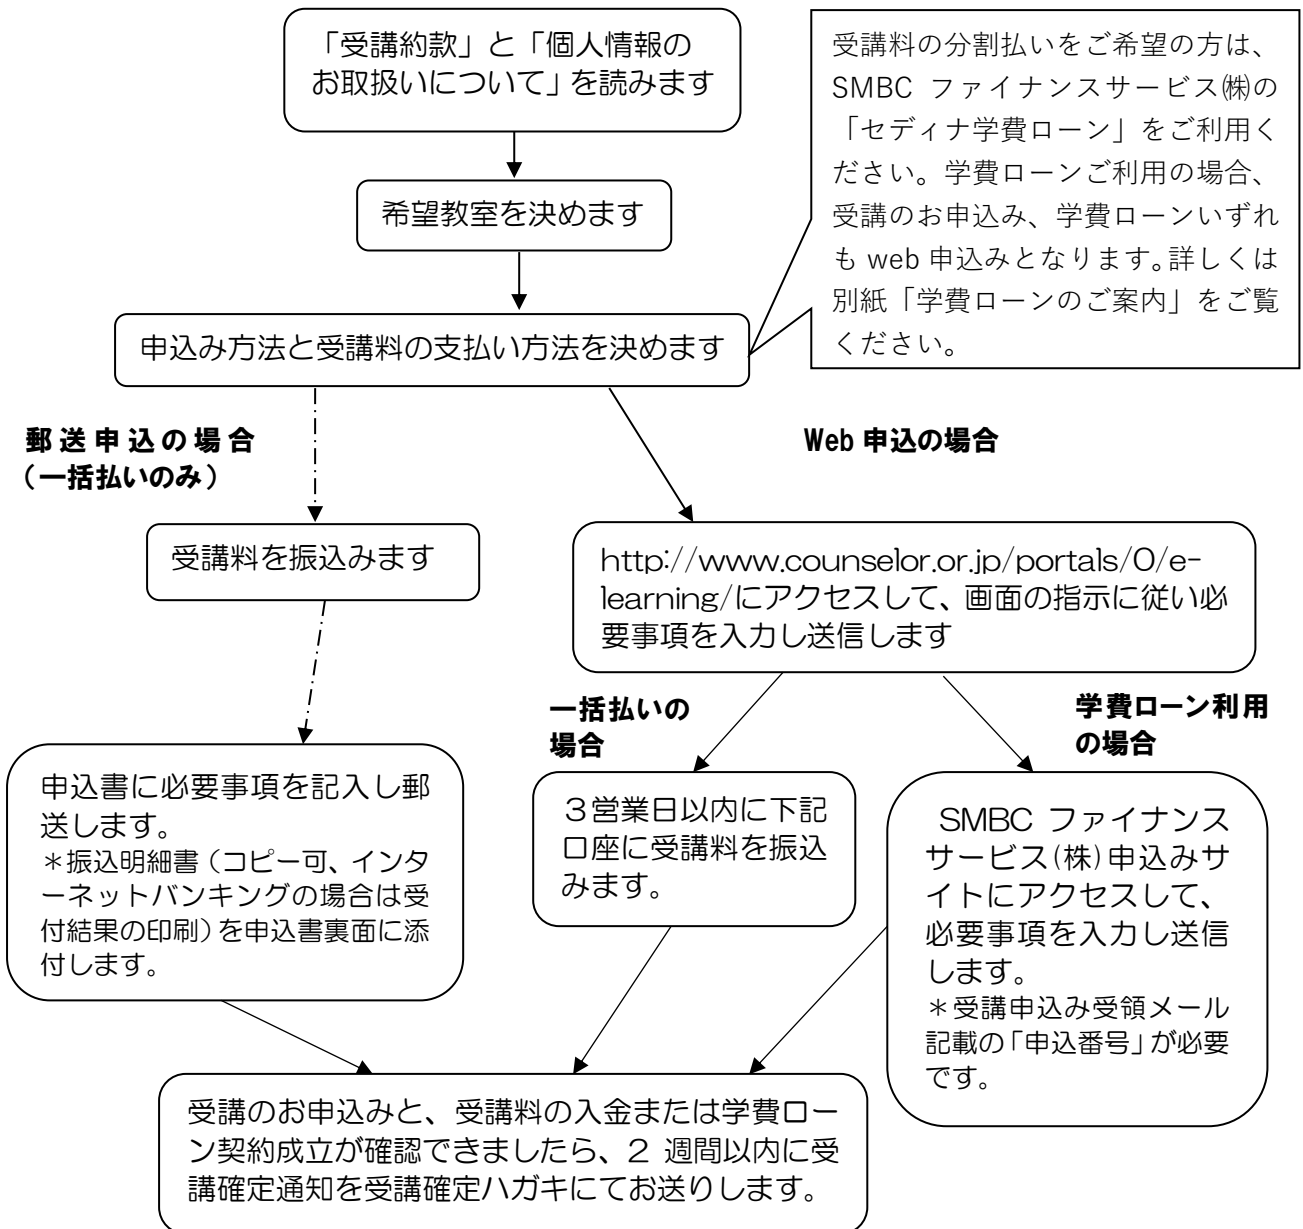 「受講約款」と「個人情報の
お取扱いについて」を読みます
受講料の分割払いをご希望の方は、
SMBC ファイナンスサービス㈱の
「セディナ学費ローン」をご利用く
ださい。学費ローンご利用の場合、
受講のお申込み、学費ローンいずれ
も web 申込みとなります。詳しくは
別紙「学費ローンのご案内」をご覧
ください。
希望教室を決めます
申込み方法と受講料の支払い方法を決めます
郵送申込の場合
（一括払いのみ）
Web 申込の場合
受講料を振込みます
http://www.counselor.or.jp/portals/0/e-
learning/にアクセスして、画面の指示に従い必
要事項を入力し送信します
一括払いの
場合
学費ローン利用
の場合
申込書に必要事項を記入し郵
送します。
＊振込明細書（コピー可、インタ
ーネットバンキングの場合は受
付結果の印刷）を申込書裏面に添
付します。
３営業日以内に下記
口座に受講料を振込
みます。
SMBC ファイナンス
サービス(株)申込みサ
イトにアクセスして、
必要事項を入力し送信
します。
＊受講申込み受領メール
記載の「申込番号」が必要
です。
受講のお申込みと、受講料の入金または学費ロー
ン契約成立が確認できましたら、２ 週間以内に受
講確定通知を受講確定ハガキにてお送りします。